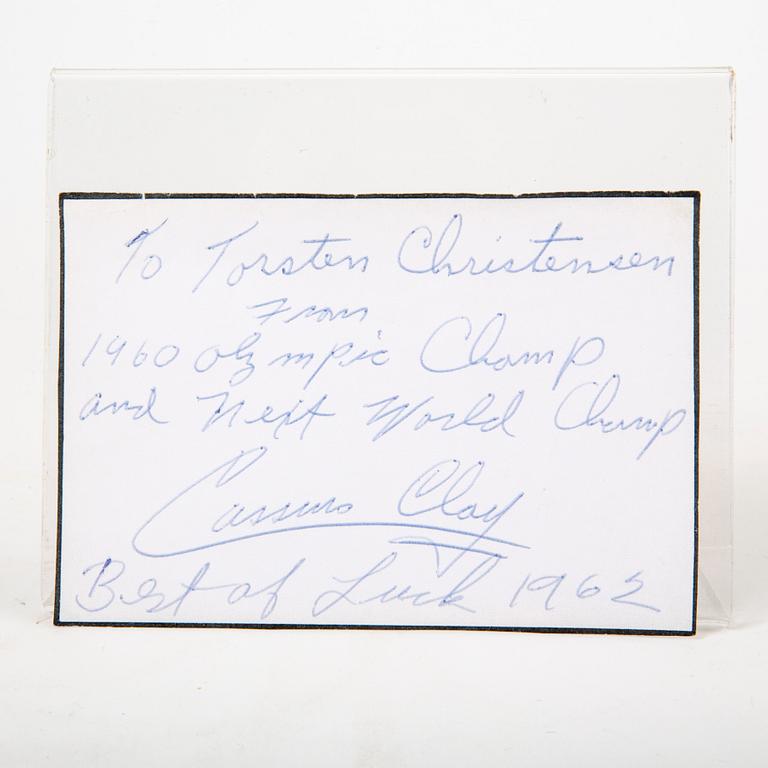 To Torsten Christensen
From
1960 Olympic Champ
and Next World Champ
Cassius Clay
Best of Luck 1962